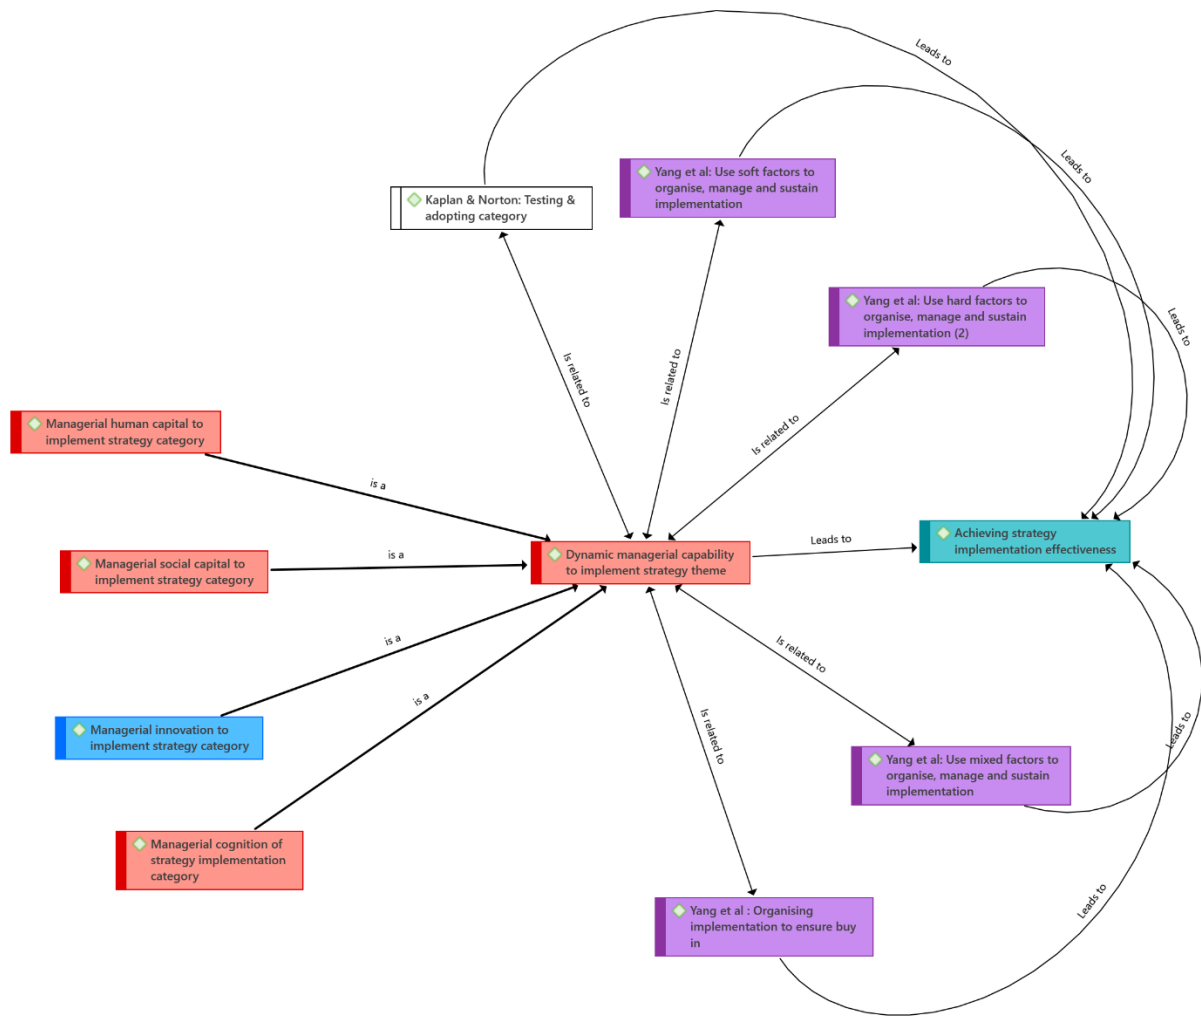 Leads to
Yang et al: Use soft factors to
organise, manage and sustain
implementation
Leads to
Kaplan & Norton: Testing &
adopting category
Yang et al: Use hard factors to
organise, manage and sustain
implementation (2)
Leads to
Is related to
Is related to
Is related to
Managerial human capital to
implement strategy category
is a
Managerial social capital to
implement strategy category
is a
Dynamic managerial capability
to implement strategy theme
Leads to
Achieving strategy
implementation effectiveness
is a
Is related to
is a
Is related to
Managerial innovation to
implement strategy category
Leads to
Yang et al: Use mixed factors to
organise, manage and sustain
implementation
Managerial cognition of
strategy implementation
category
Leads to
Yang et al : Organising
implementation to ensure buy
in